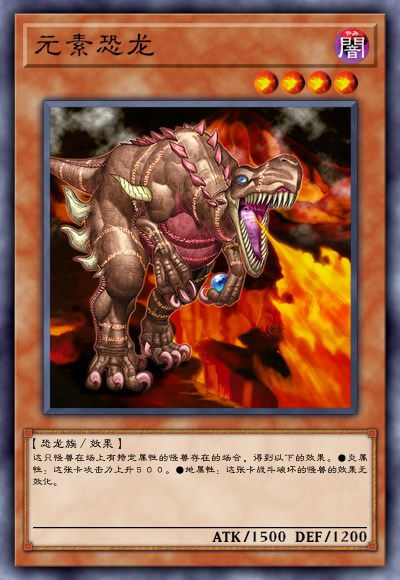 元素恐龙
やみ
闇
【恐龙族/效果】
这只怪兽在场上有特定属性的怪兽存在的场合，得到以下的效果。●炎属
性：这张卡攻击力上升５００。●地属性：这张卡战斗破坏的怪兽的效果无
效化。
ATK/1500 DEF/1200